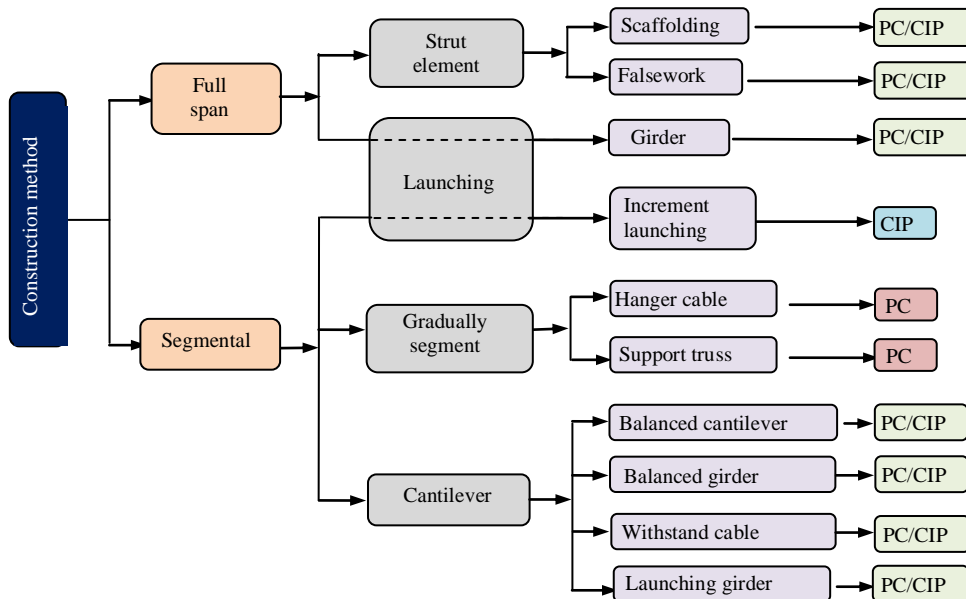 Construction method
Full
span
Segmental
Strut
element
Launching
Gradually
segment
Cantilever
Scaffolding
PC/CIP
Falsework
PC/CIP
Girder
PC/CIP
Increment
launching
CIP
Hanger cable
PC
Support truss
PC
Balanced cantilever
PC/CIP
Balanced girder
PC/CIP
Withstand cable
PC/CIP
Launching girder
PC/CIP